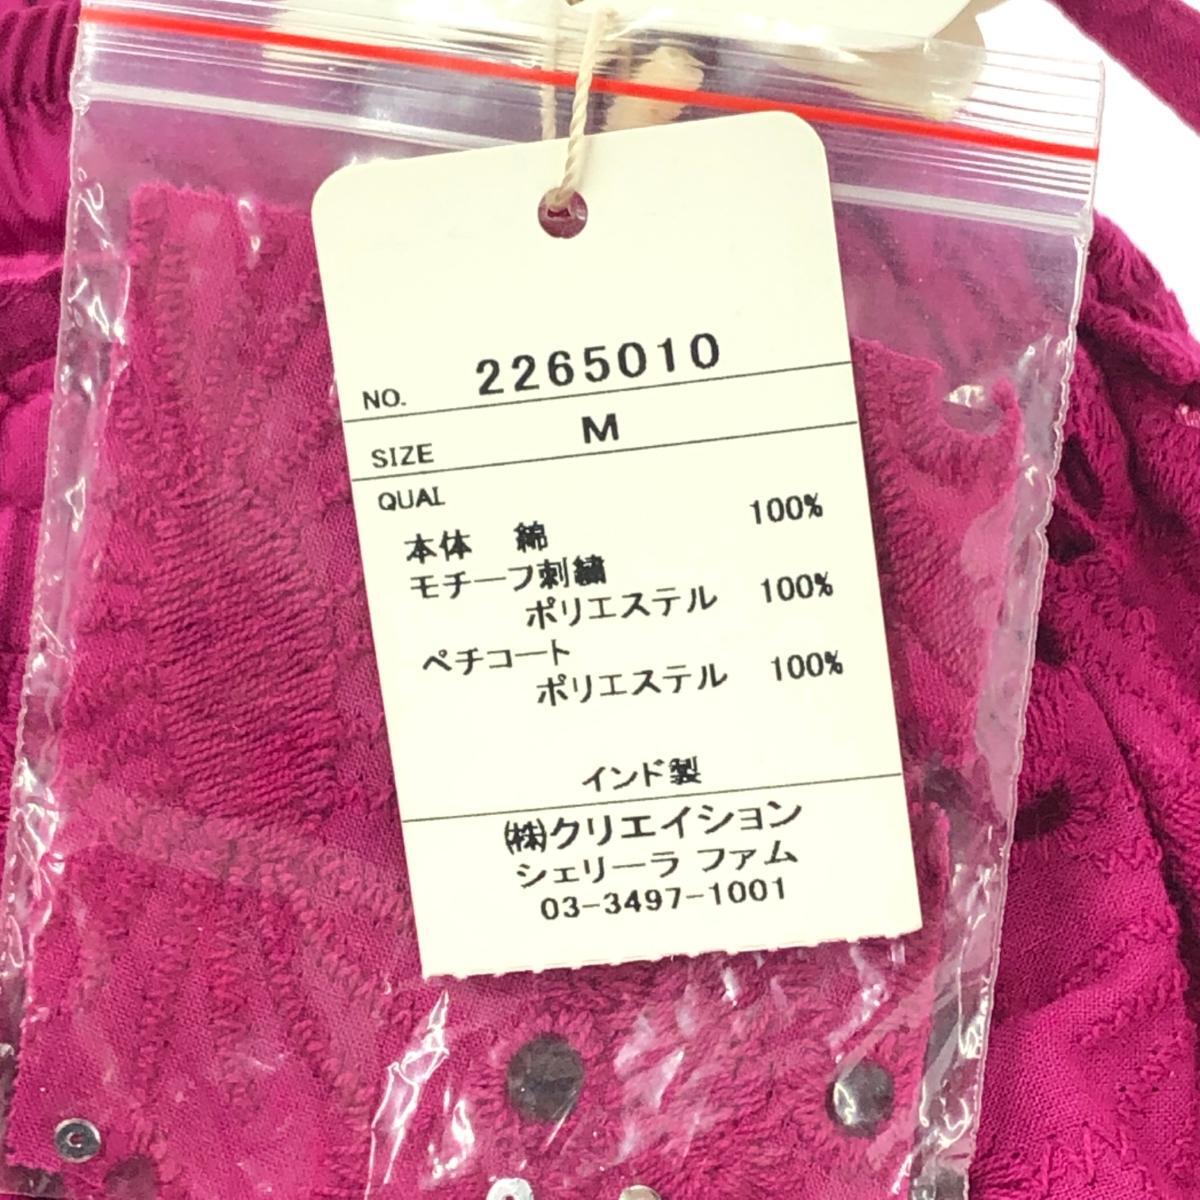 NO. 2265010
SIZE M
QUAL
本体 綿 100%
モチーフ刺繍
ポリエステル 100%
ペチコート
ポリエステル 100%
インド製
㈱クリエイション
シェリーラ ファム
03-3497-1001